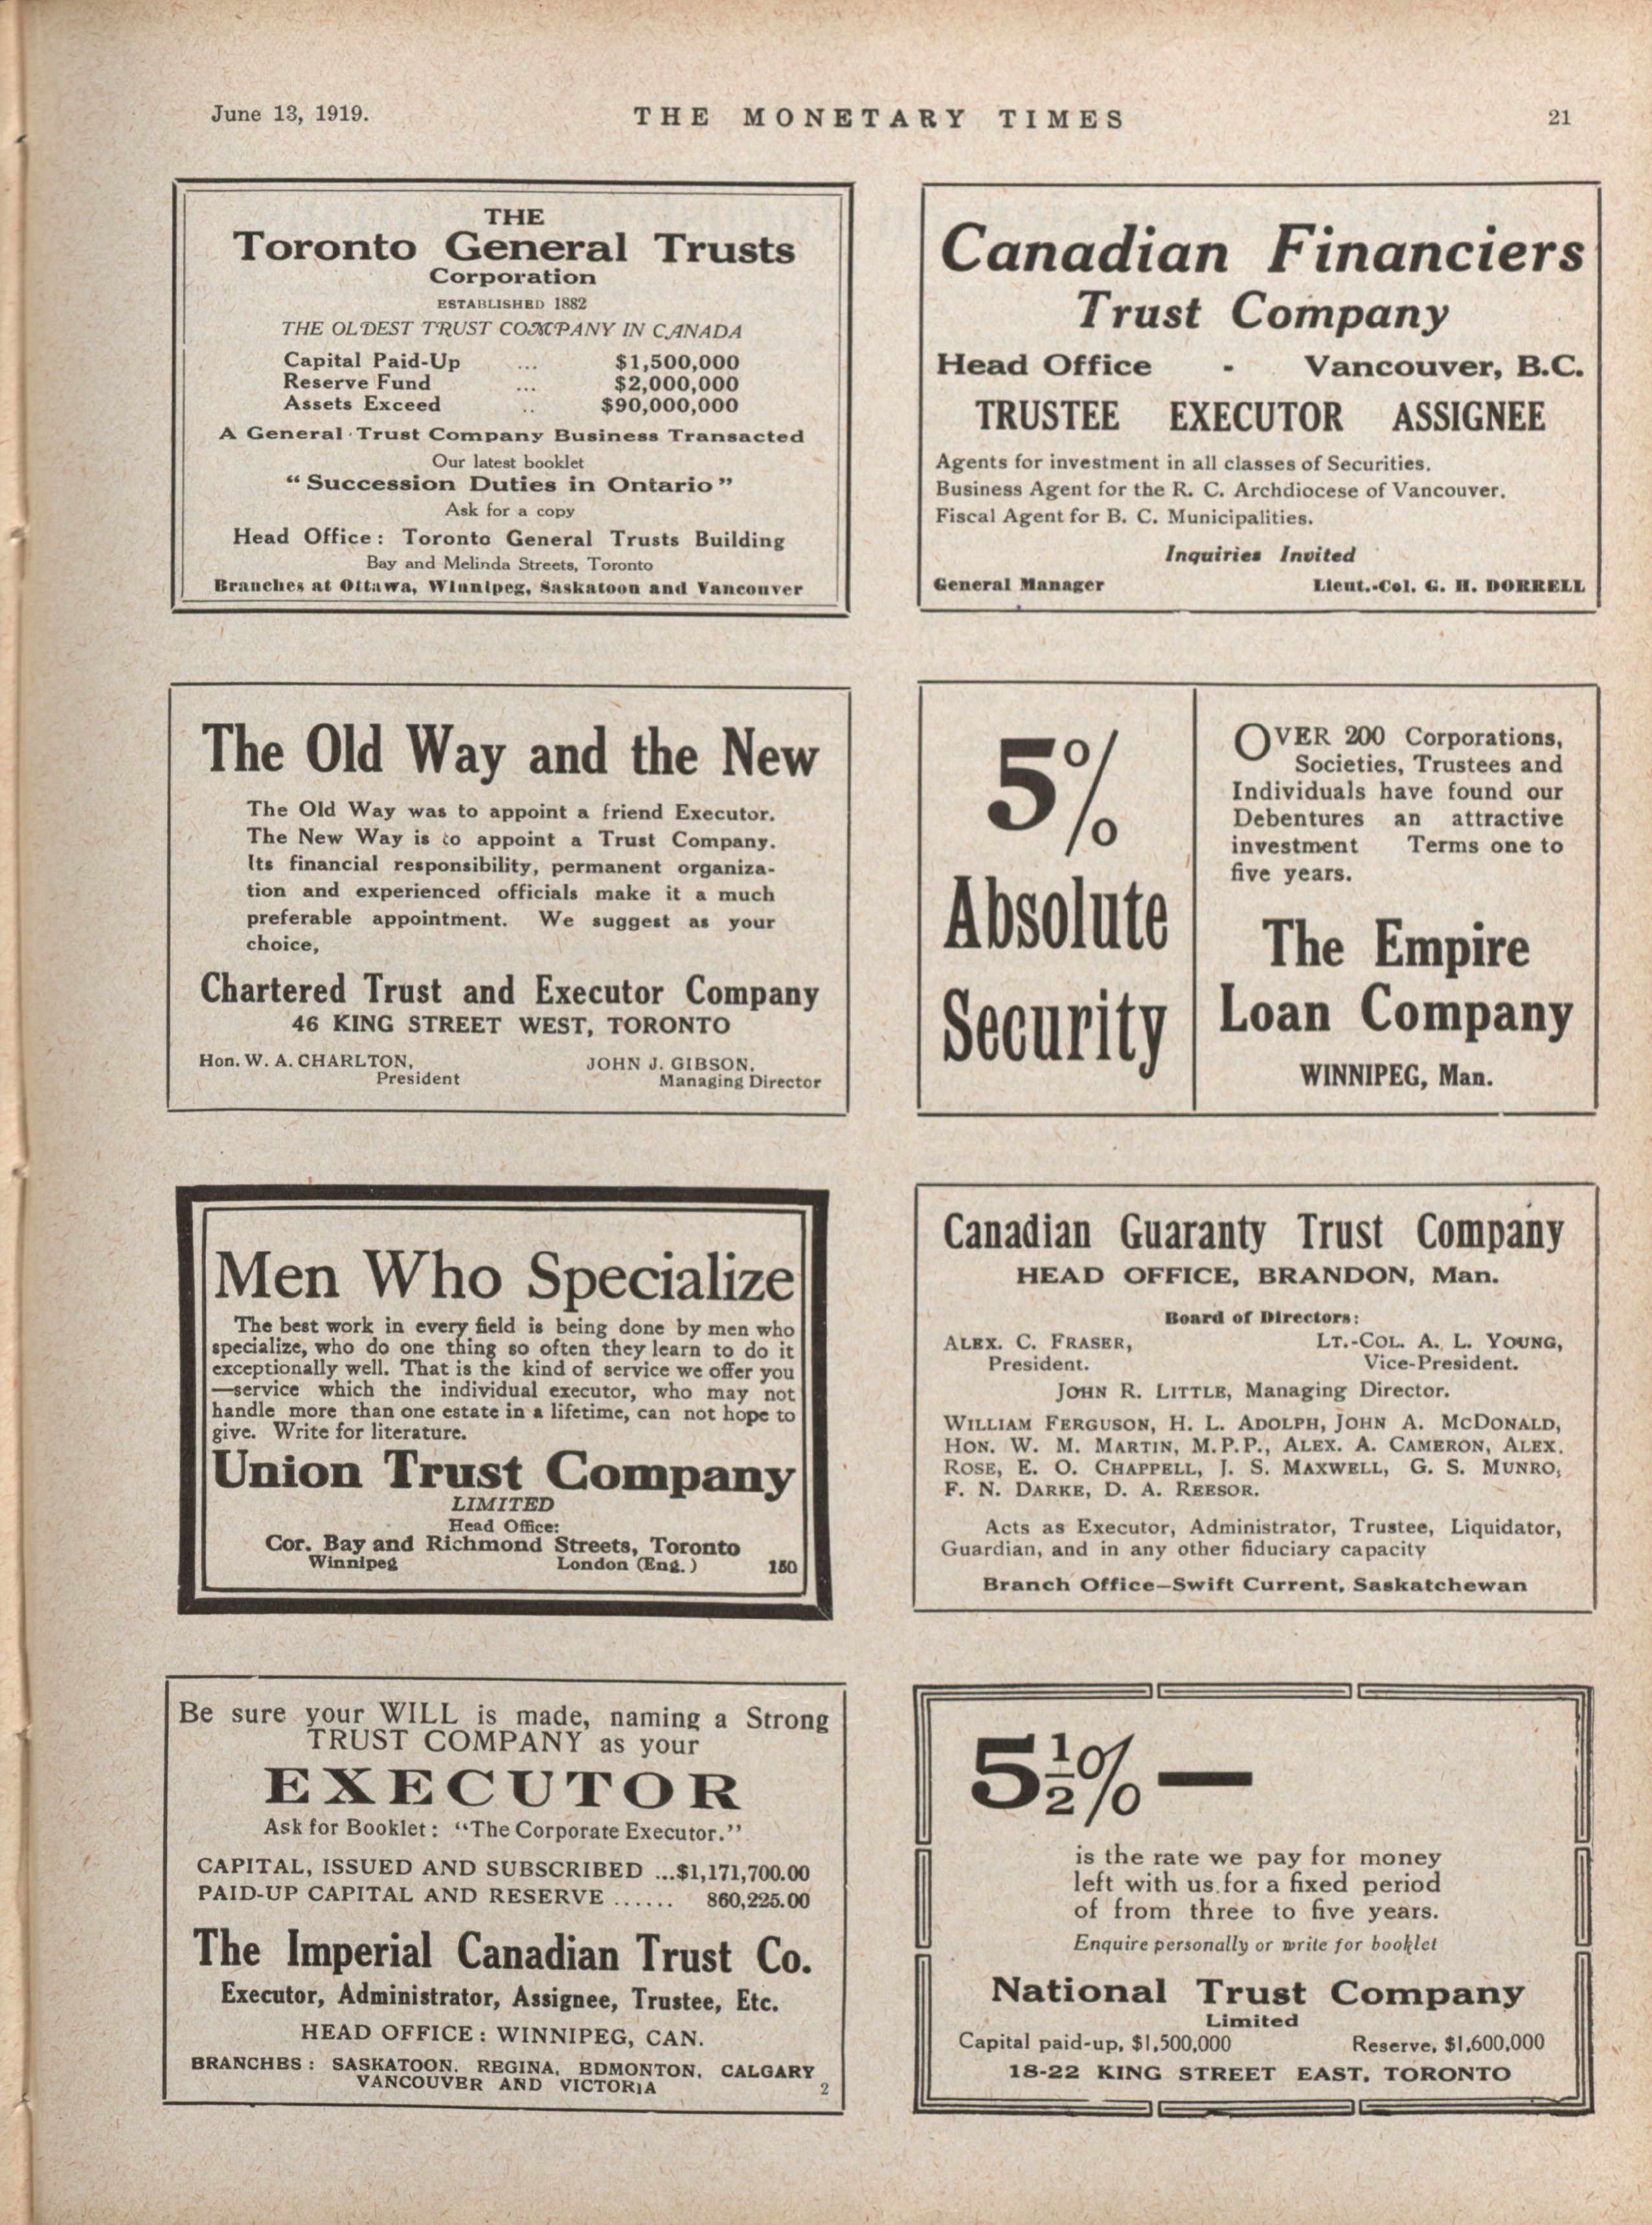 June 13, 1919.
THE MONETARY TIMES
21
THE
Toronto General Trusts
Corporation
ESTABLISHED 1882
THE OLDEST TRUST COMPANY IN CANADA
Capital Paid-Up ... $1,500,000
Reserve Fund ... $2,000,000
Assets Exceed .. $90,000,000
A General Trust Company Business Transacted
Our latest booklet
"Succession Duties in Ontario"
Ask for a copy
Head Office: Toronto General Trusts Building
Bay and Melinda Streets, Toronto
Branches at Ottawa, Winnipeg, Saskatoon and Vancouver
Canadian Financiers
Trust Company
Head Office - Vancouver, B.C.
TRUSTEE EXECUTOR ASSIGNEE
Agents for investment in all classes of Securities.
Business Agent for the R. C. Archdiocese of Vancouver.
Fiscal Agent for B. C. Municipalities.
Inquiries Invited
General Manager Lieut.-Col. G. H. DORRELL
The Old Way and the New
The Old Way was to appoint a friend Executor.
The New Way is to appoint a Trust Company.
Its financial responsibility, permanent organiza-
tion and experienced officials make it a much
preferable appointment. We suggest as your
choice,
Chartered Trust and Executor Company
46 KING STREET WEST, TORONTO
Hon. W. A. CHARLTON, JOHN J. GIBSON,
President Managing Director
5%
Absolute
Security
OVER 200 Corporations,
Societies, Trustees and
Individuals have found our
Debentures an attractive
investment Terms one to
five years.
The Empire
Loan Company
WINNIPEG, Man.
Men Who Specialize
The best work in every field is being done by men who
specialize, who do one thing so often they learn to do it
exceptionally well. That is the kind of service we offer you
—service which the individual executor, who may not
handle more than one estate in a lifetime, can not hope to
give. Write for literature.
Union Trust Company
LIMITED
Head Office:
Cor. Bay and Richmond Streets, Toronto
Winnipeg London (Eng.) 150
Canadian Guaranty Trust Company
HEAD OFFICE, BRANDON, Man.
Board of Directors:
ALEX. C. FRASER, LT.-COL. A. L. YOUNG,
President. Vice-President.
JOHN R. LITTLE, Managing Director.
WILLIAM FERGUSON, H. L. ADOLPH, JOHN A. McDONALD,
HON. W. M. MARTIN, M.P.P., ALEX. A. CAMERON, ALEX.
ROSE, E. O. CHAPPELL, J. S. MAXWELL, G. S. MUNRO,
F. N. DARKE, D. A. REESOR.
Acts as Executor, Administrator, Trustee, Liquidator,
Guardian, and in any other fiduciary capacity
Branch Office—Swift Current, Saskatchewan
Be sure your WILL is made, naming a Strong
TRUST COMPANY as your
EXECUTOR
Ask for Booklet: "The Corporate Executor."
CAPITAL, ISSUED AND SUBSCRIBED ...$1,171,700.00
PAID-UP CAPITAL AND RESERVE ...... 860,225.00
The Imperial Canadian Trust Co.
Executor, Administrator, Assignee, Trustee, Etc.
HEAD OFFICE: WINNIPEG, CAN.
BRANCHES: SASKATOON, REGINA, EDMONTON, CALGARY
VANCOUVER AND VICTORIA 2
5½%—
is the rate we pay for money
left with us for a fixed period
of from three to five years.
Enquire personally or write for booklet
National Trust Company
Limited
Capital paid-up, $1,500,000 Reserve, $1,600,000
18-22 KING STREET EAST, TORONTO